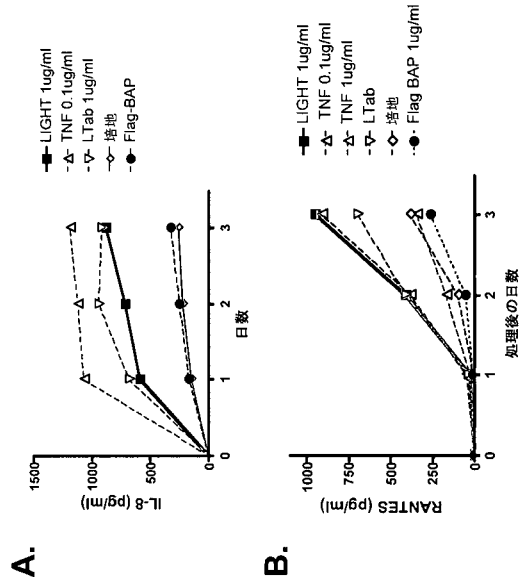 A.
IL-8 (pg/ml)
1500
1000
500
0
0
1
2
3
日数
LIGHT 1ug/ml
TNF 0.1ug/ml
LTab 1ug/ml
培地
Flag-BAP
B.
RANTES (pg/ml)
1000
750
500
250
0
0
1
2
3
処理後の日数
LIGHT 1ug/ml
TNF 0.1ug/ml
TNF 1ug/ml
LTab
培地
Flag BAP 1ug/ml